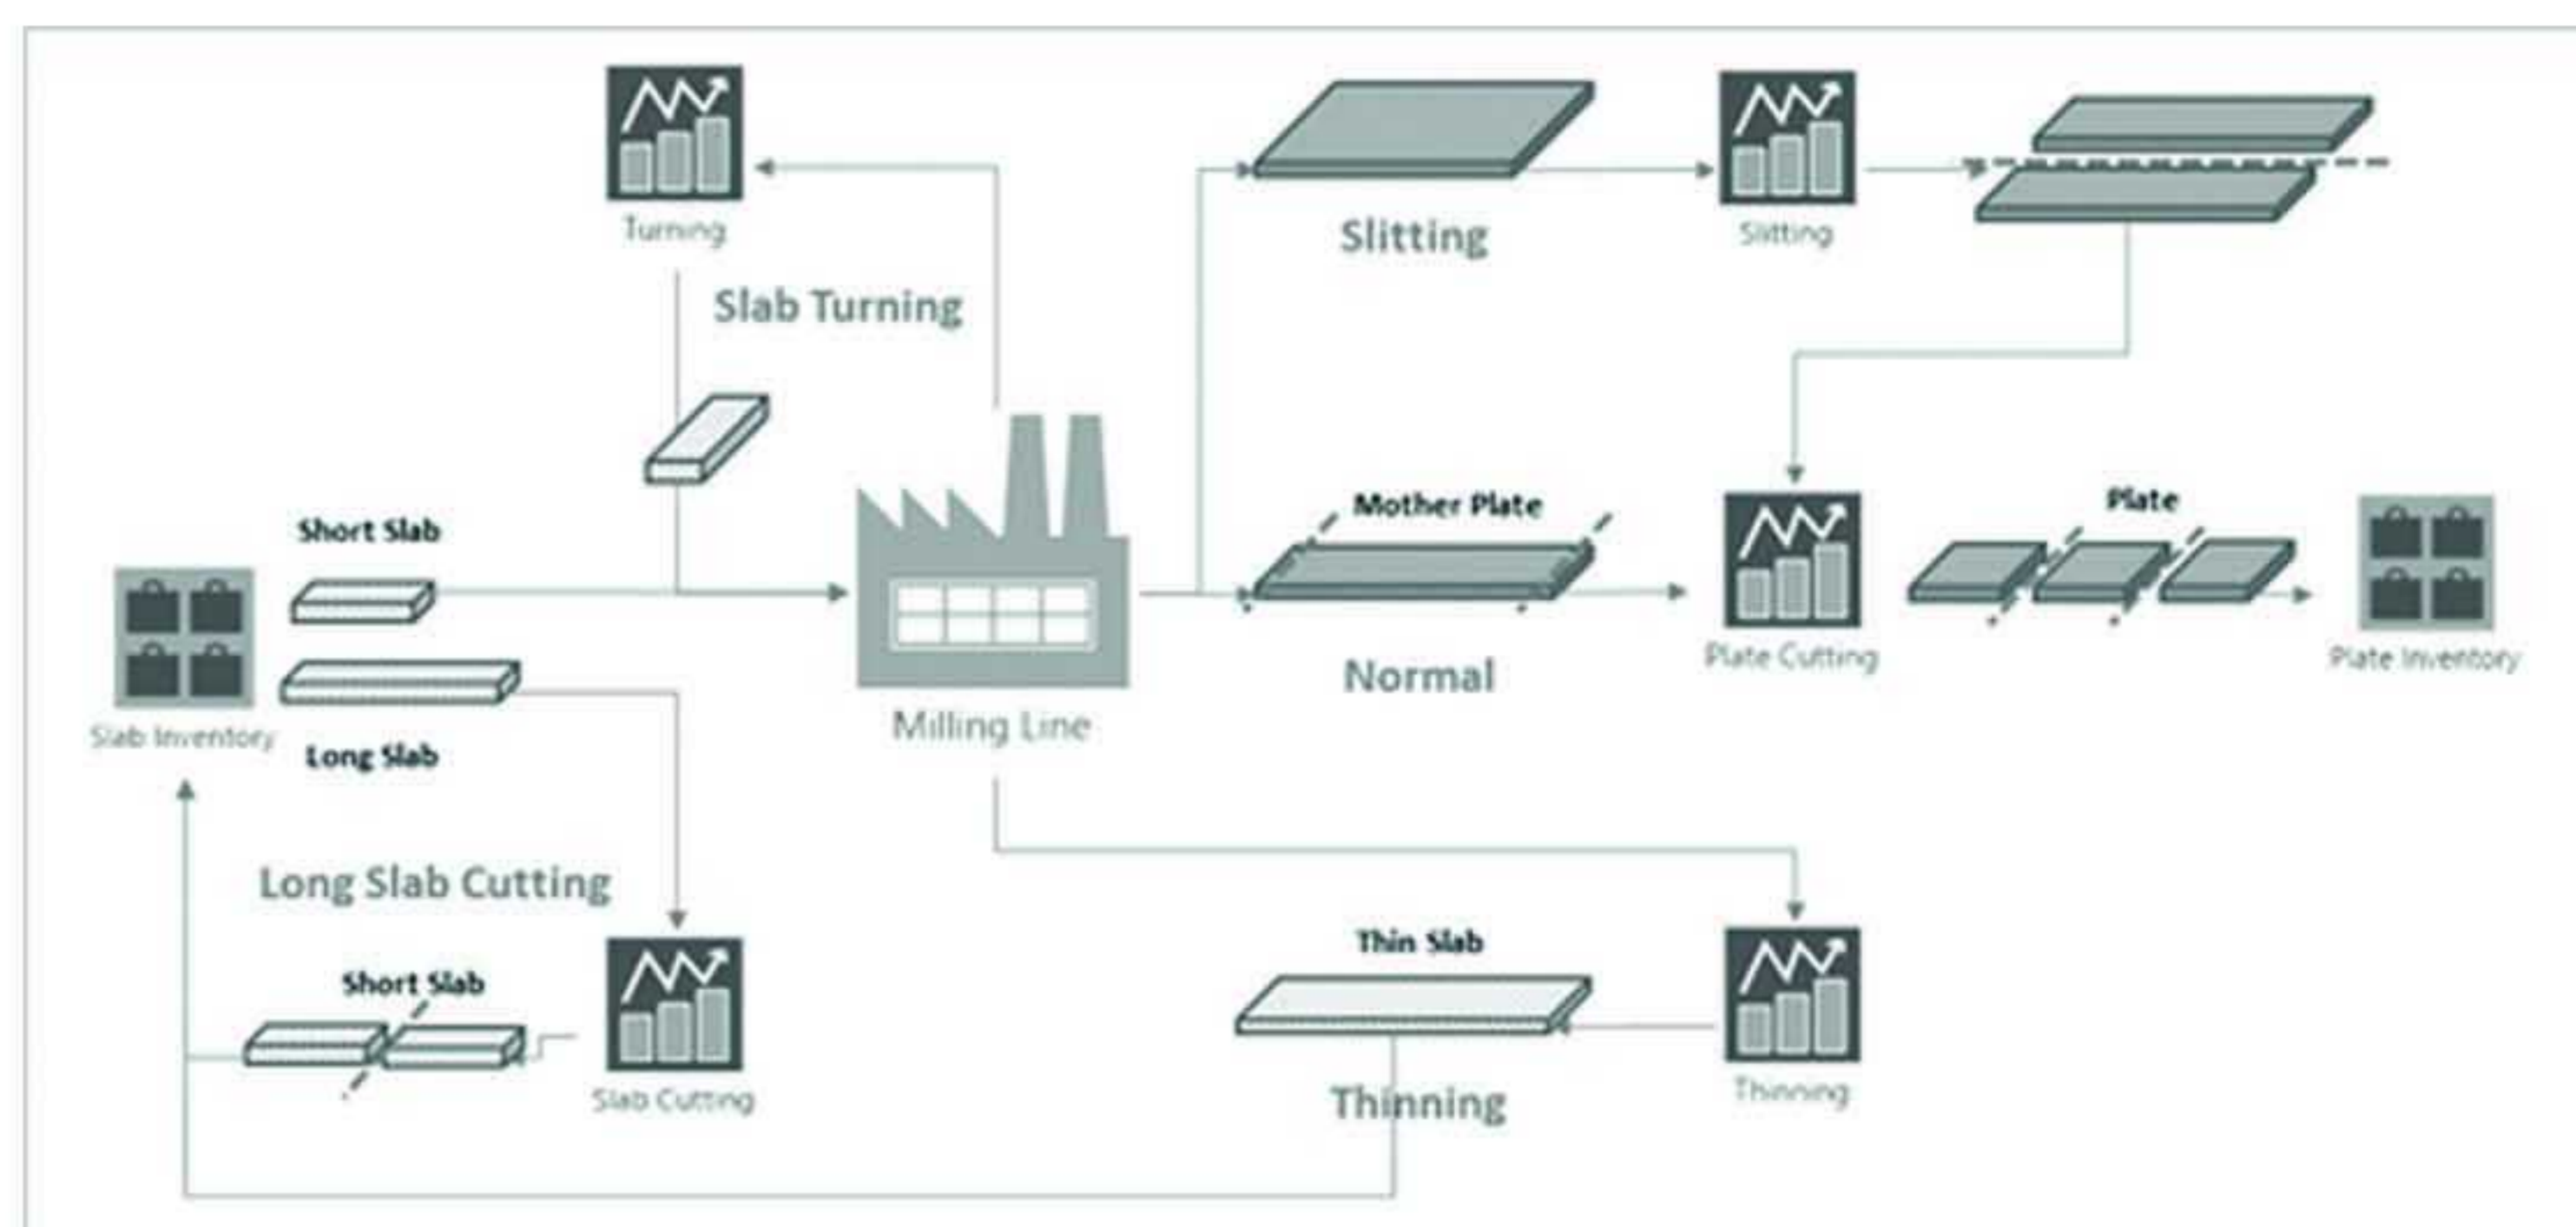 Turning
Slab Turning
Slitting
Slitting
Short Slab
Mother Plate
Plate
Slab Inventory
Long Slab
Milling Line
Normal
Plate Cutting
Plate Inventory
Long Slab Cutting
Short Slab
Slab Cutting
Thin Slab
Thinning
Thinning